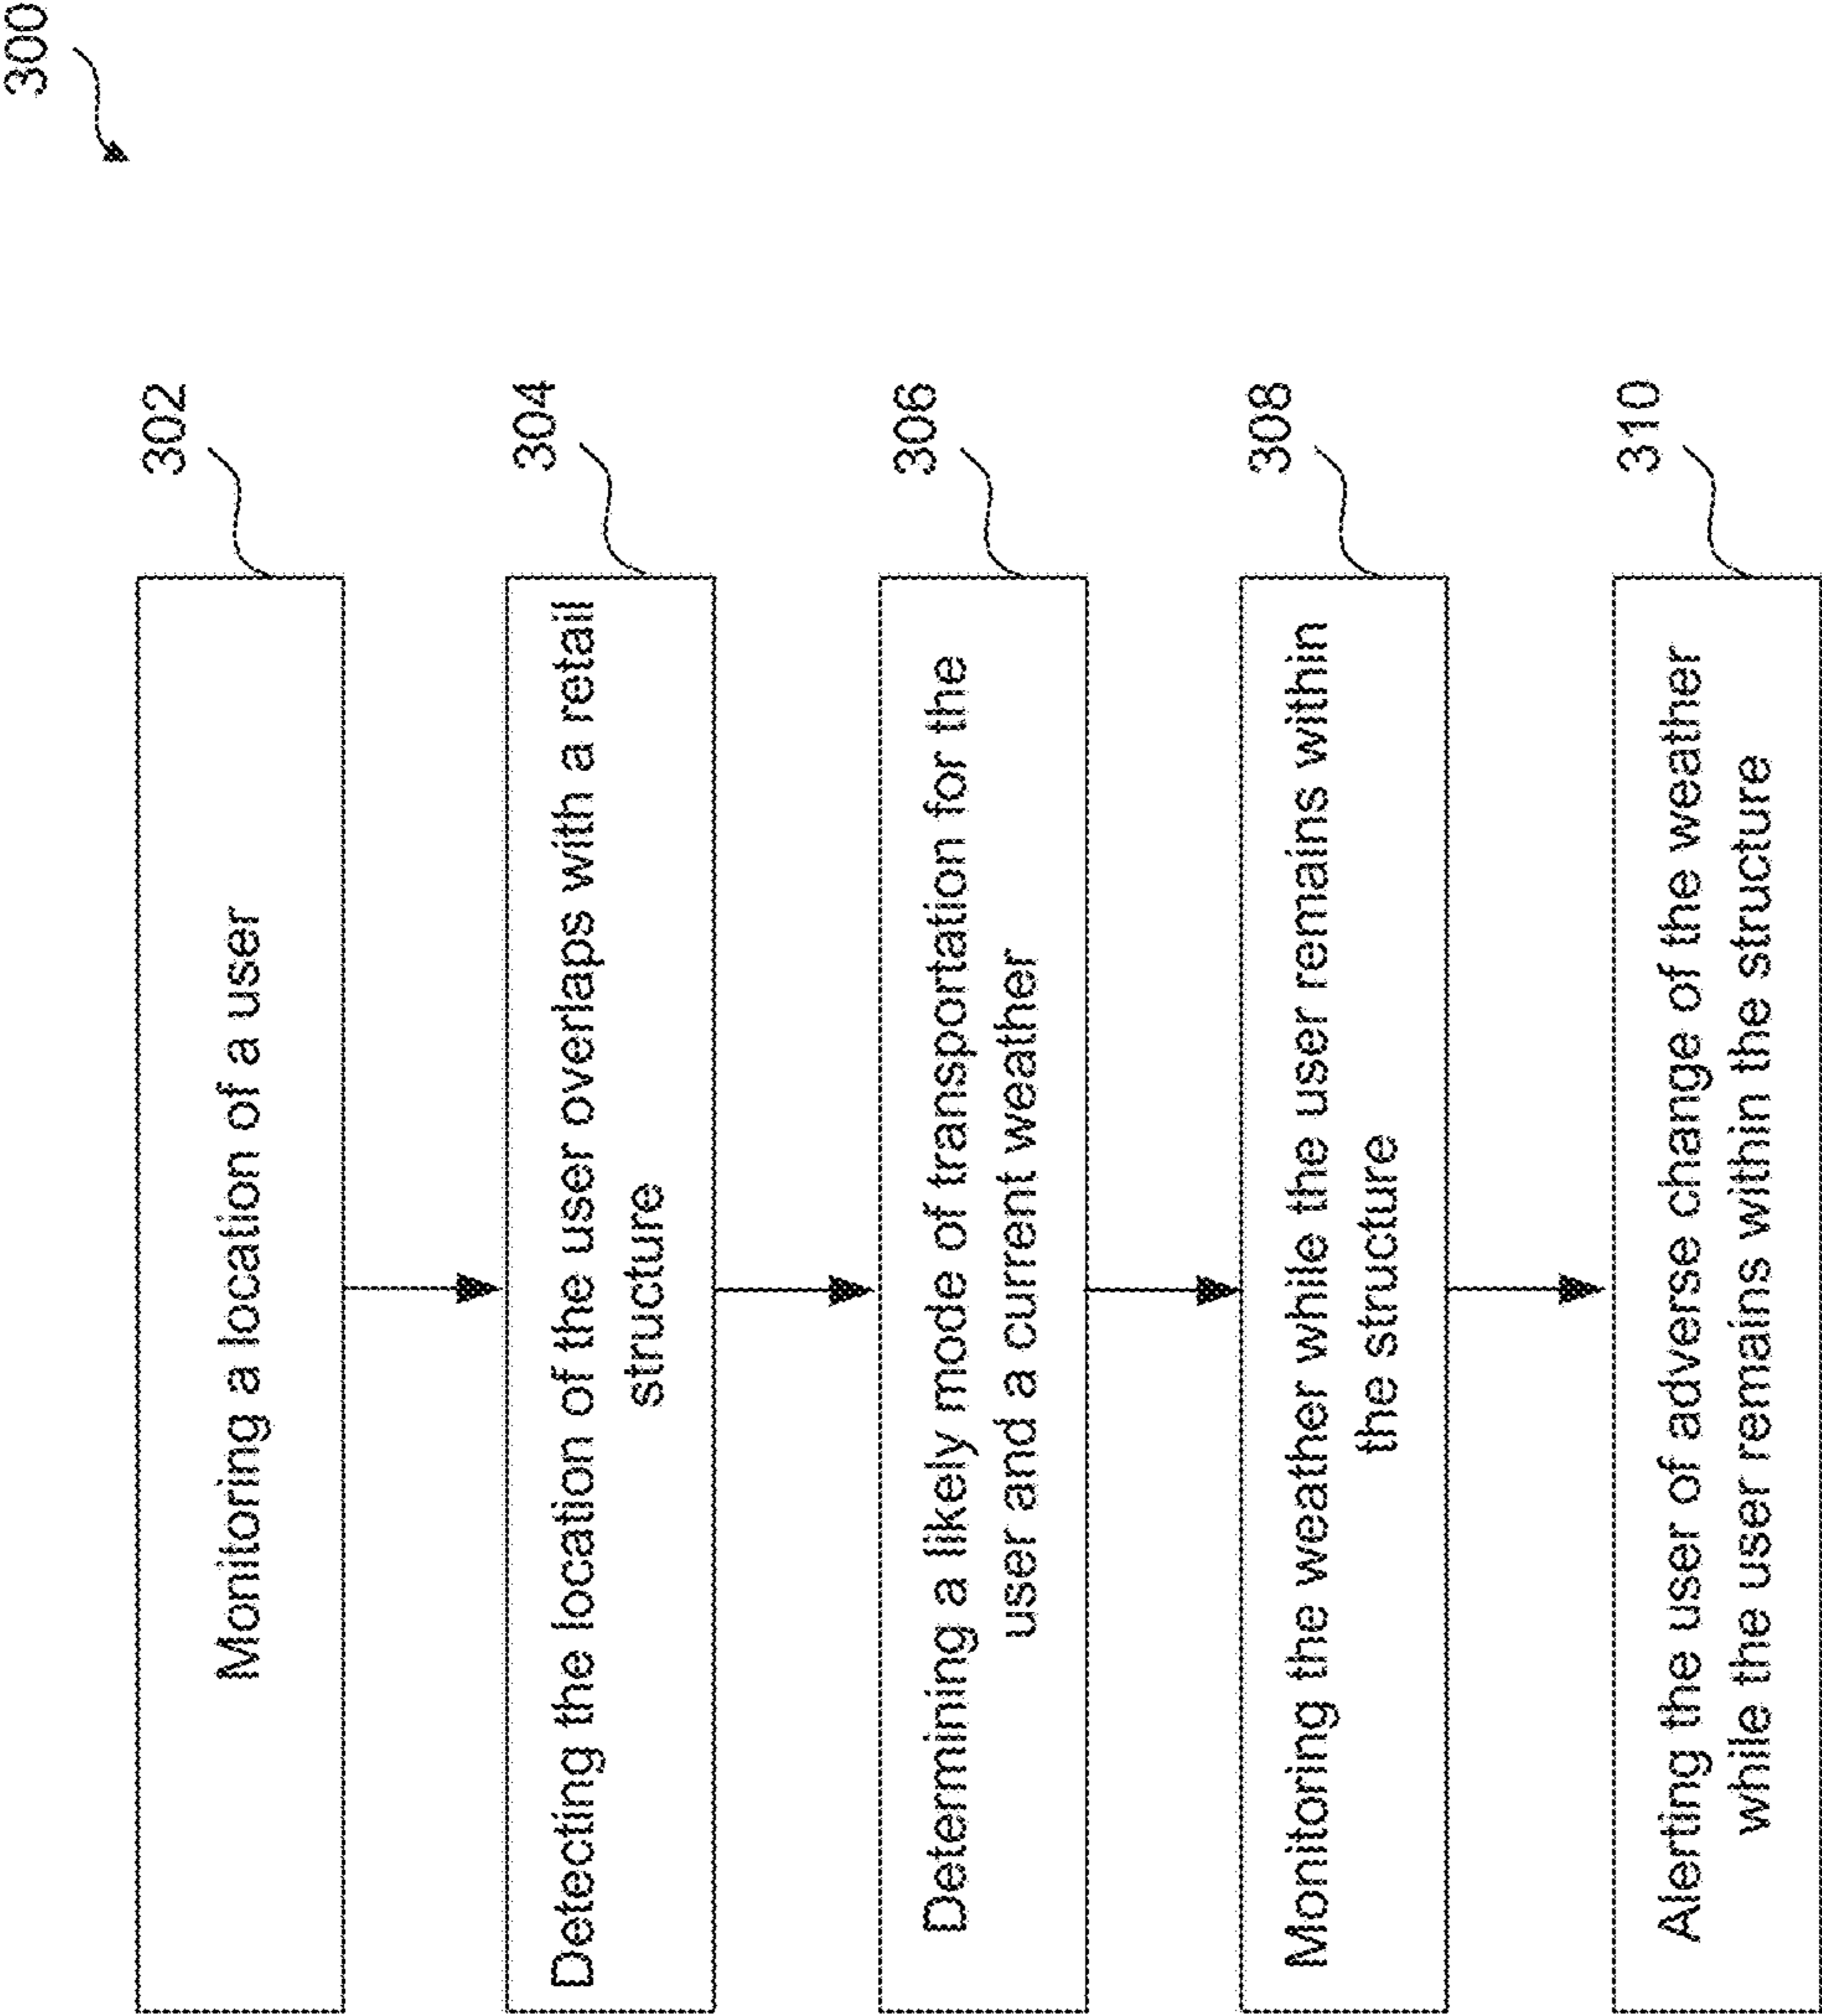 300
302
Monitoring a location of a user
304
Detecting the location of the user overlaps with a retail
structure
306
Determining a likely mode of transportation for the
user and a current weather
308
Monitoring the weather while the user remains within
the structure
310
Alerting the user of adverse change of the weather
while the user remains within the structure